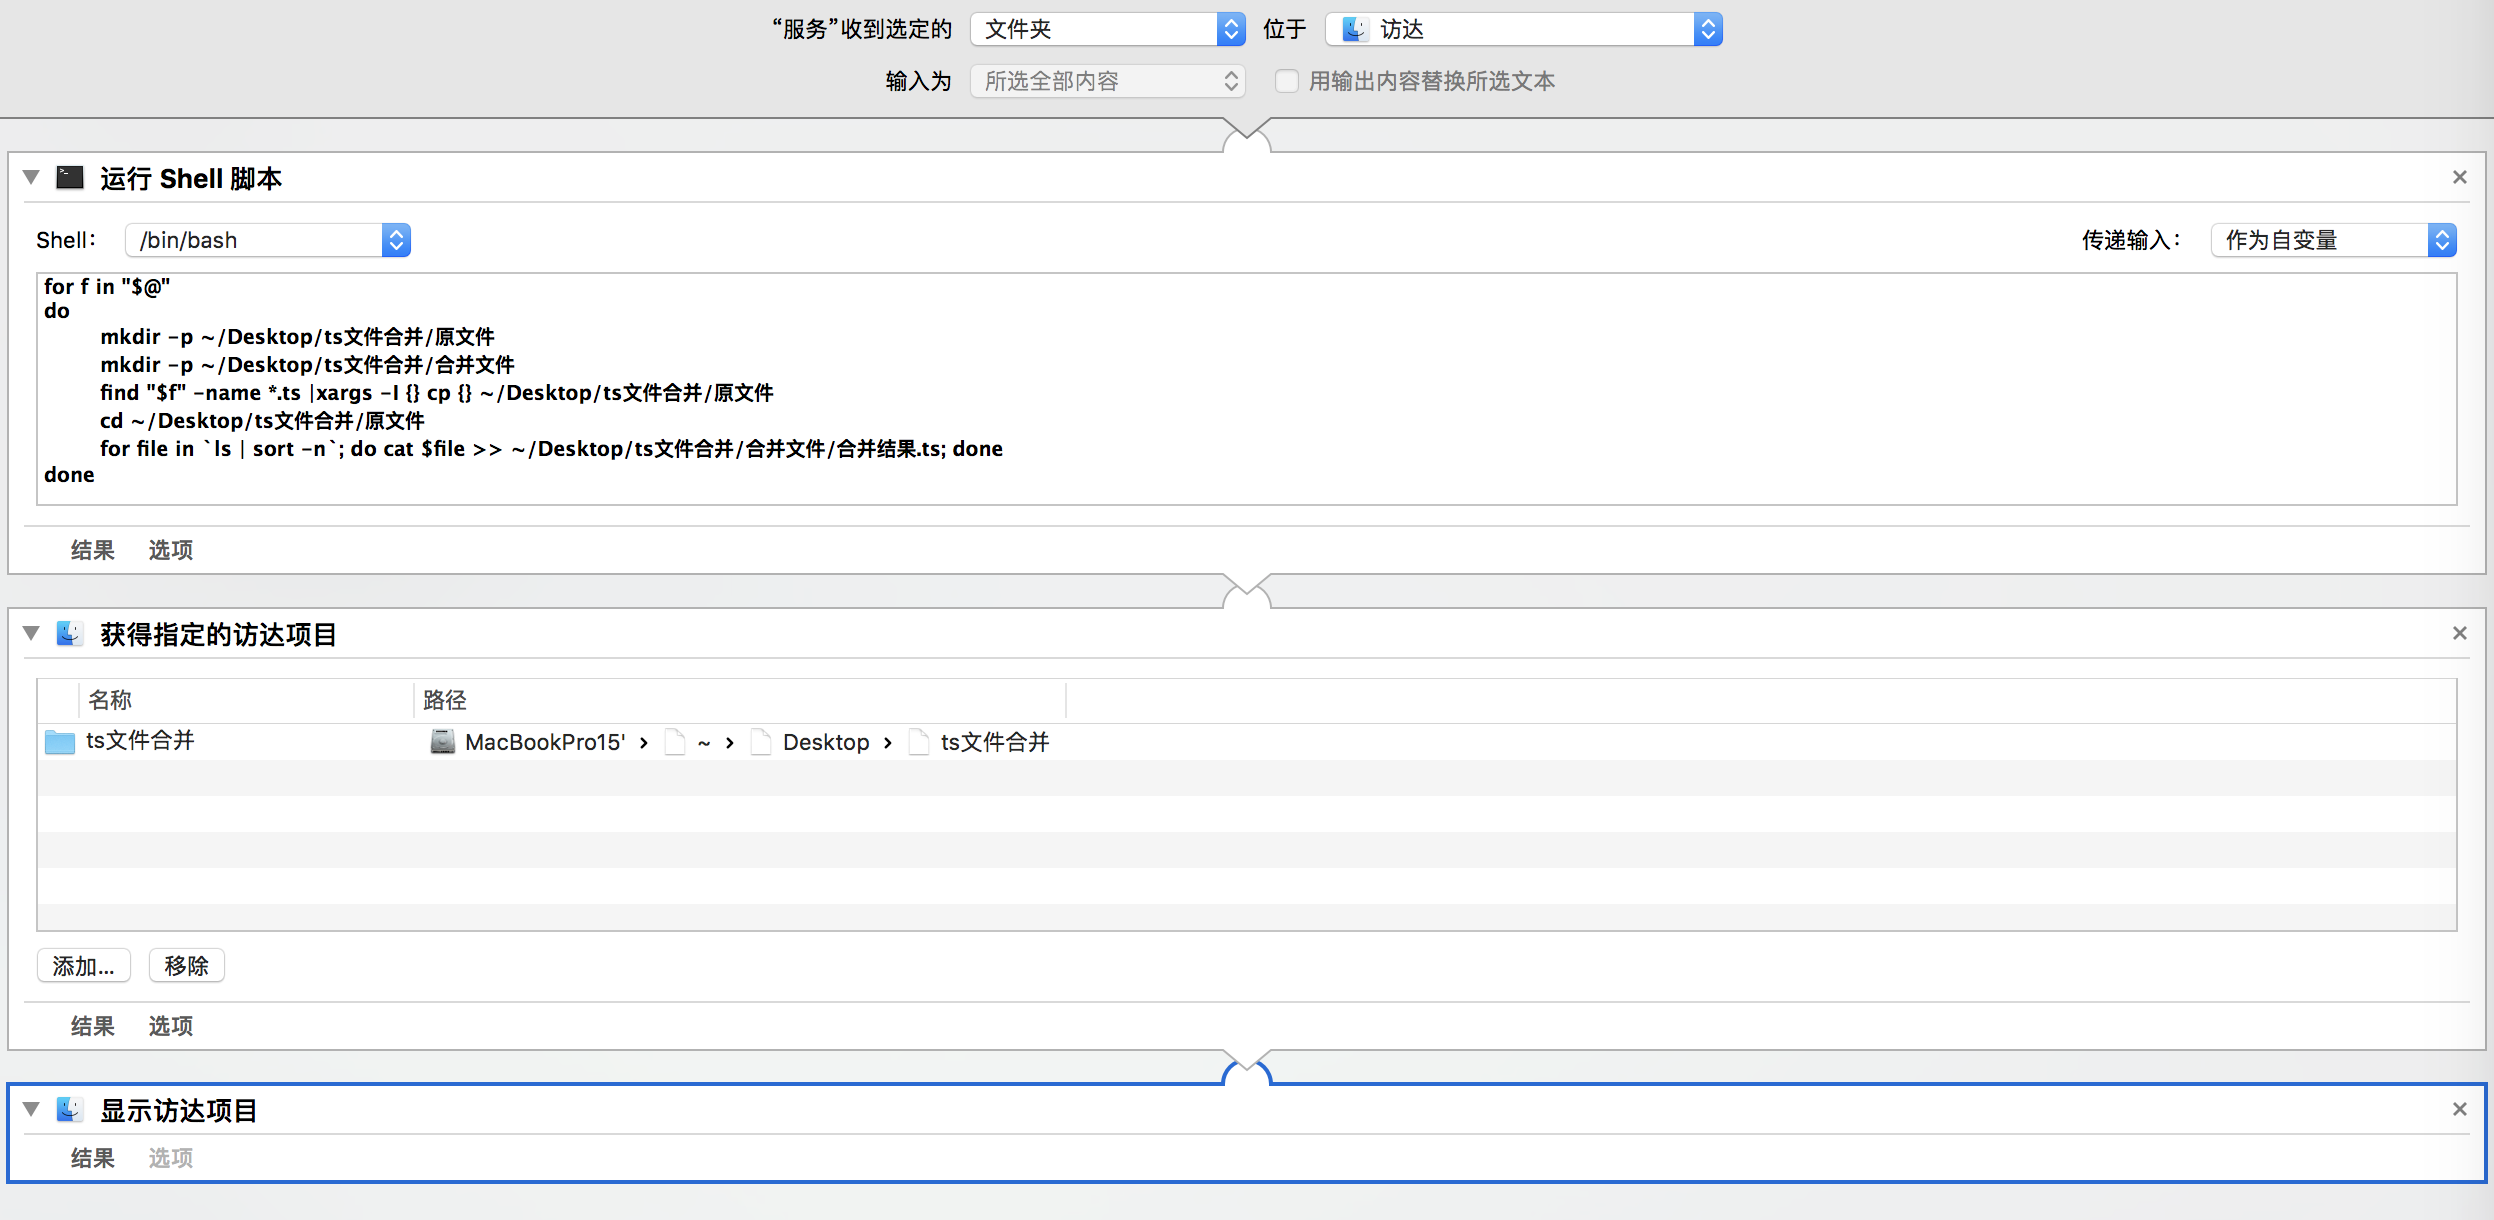 “服务”收到选定的 文件夹 位于 访达
输入为 所选全部内容 用输出内容替换所选文本
运行 Shell 脚本
Shell： /bin/bash 传递输入： 作为自变量
for f in "$@"
do
mkdir -p ~/Desktop/ts文件合并/原文件
mkdir -p ~/Desktop/ts文件合并/合并文件
find "$f" -name *.ts |xargs -I {} cp {} ~/Desktop/ts文件合并/原文件
cd ~/Desktop/ts文件合并/原文件
for file in `ls | sort -n`; do cat $file >> ~/Desktop/ts文件合并/合并文件/合并结果.ts; done
done
结果 选项
获得指定的访达项目
名称 路径
ts文件合并 MacBookPro15' › ~ › Desktop › ts文件合并
添加... 移除
结果 选项
显示访达项目
结果 选项